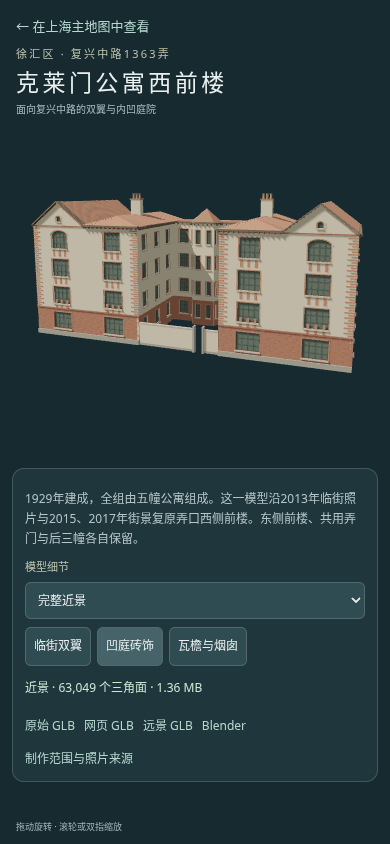 ← 在上海主地图中查看
徐汇区 · 复兴中路1363弄
克莱门公寓西前楼
面向复兴中路的双翼与内凹庭院
1929年建成，全组由五幢公寓组成。这一模型沿2013年临街照
片与2015、2017年街景复原弄口西侧前楼。东侧前楼、共用弄
门与后三幢各自保留。
模型细节
完整近景
临街双翼 凹庭砖饰 瓦檐与烟囱
近景 · 63,049 个三角面 · 1.36 MB
原始 GLB 网页 GLB 远景 GLB Blender
制作范围与照片来源
拖动旋转 · 滚轮或双指缩放